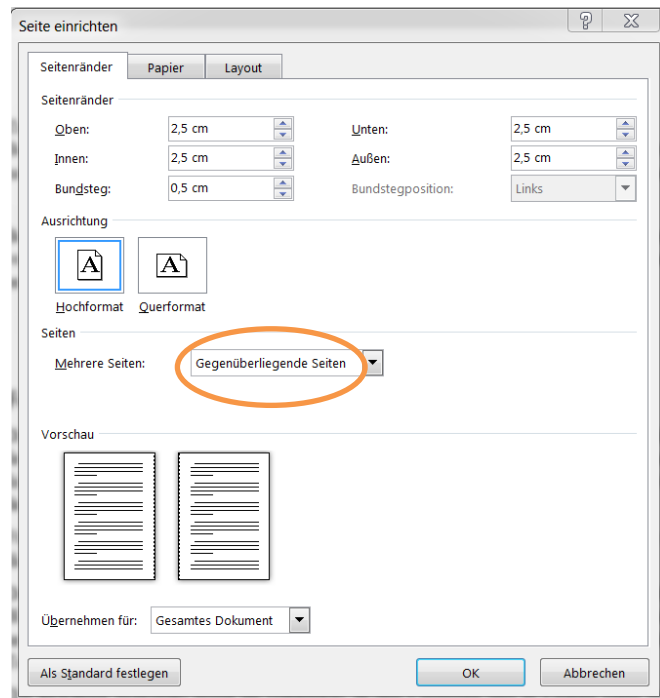 Seite einrichten
Seitenränder Papier Layout
Seitenränder
Oben: 2,5 cm Unten: 2,5 cm
Innen: 2,5 cm Außen: 2,5 cm
Bundsteg: 0,5 cm Bundstegposition: Links
Ausrichtung
A A
Hochformat Querformat
Seiten
Mehrere Seiten: Gegenüberliegende Seiten
Vorschau
Übernehmen für: Gesamtes Dokument
Als Standard festlegen OK Abbrechen